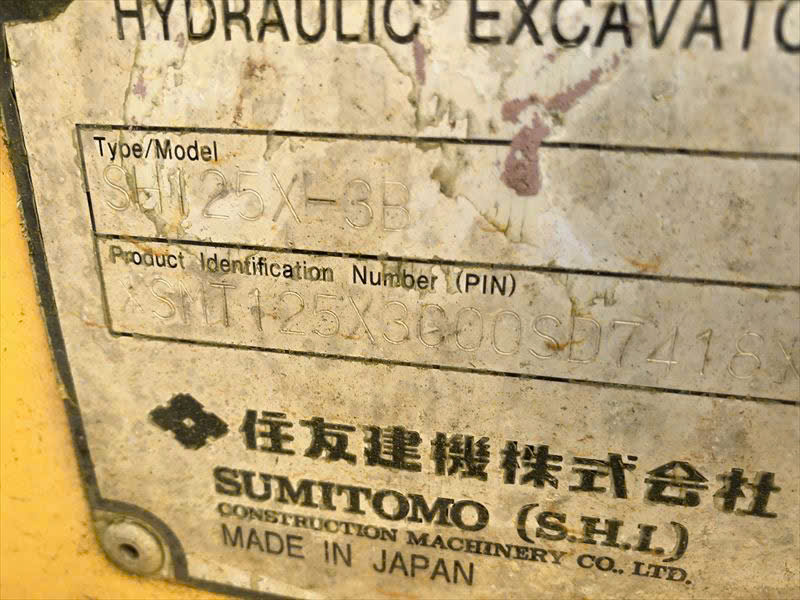 HYDRAULIC EXCAVATO
Type/Model
SH125X-3B
Product Identification Number (PIN)
*SMT125X3C00SD7418*
住友建機株式会社
SUMITOMO (S.H.I.)
CONSTRUCTION MACHINERY CO., LTD.
MADE IN JAPAN